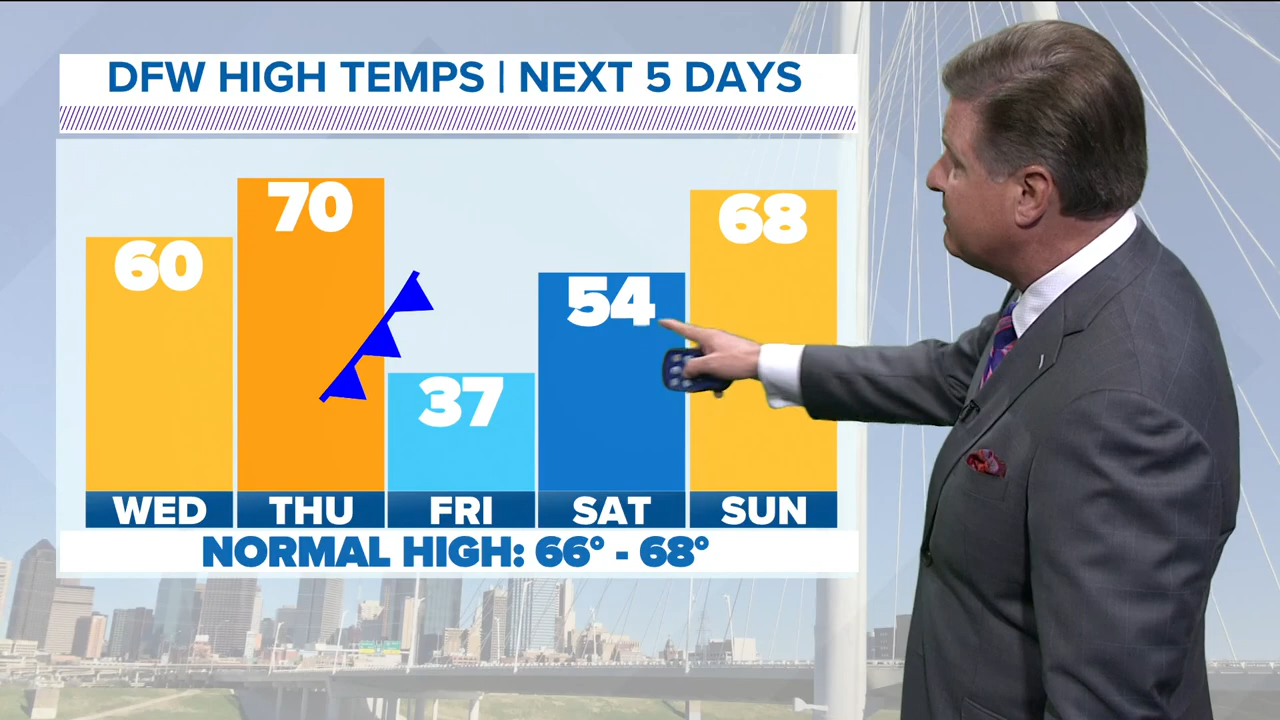 DFW HIGH TEMPS | NEXT 5 DAYS
60
70
37
54
68
WED
THU
FRI
SAT
SUN
NORMAL HIGH: 66° - 68°